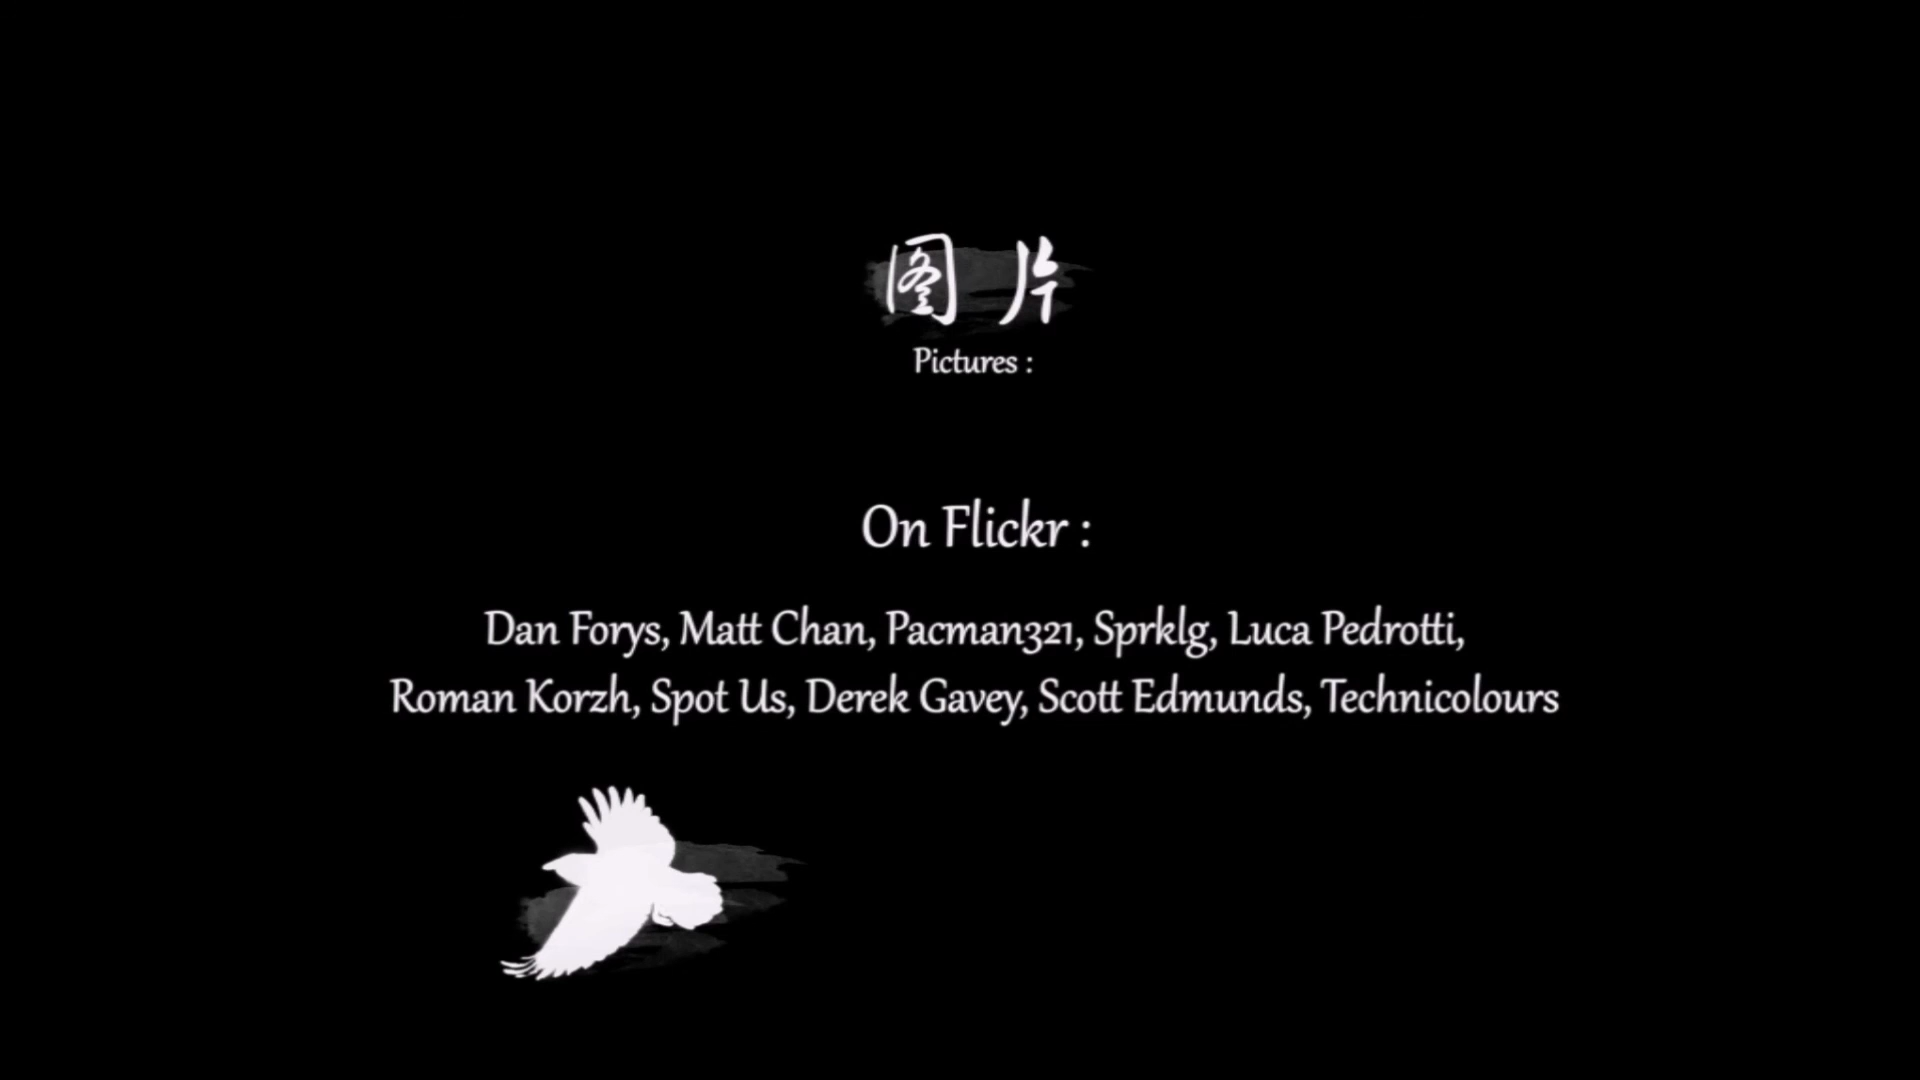 图片
Pictures :
On Flickr :
Dan Forys, Matt Chan, Pacman321, Sprklg, Luca Pedrotti,
Roman Korzh, Spot Us, Derek Gavey, Scott Edmunds, Technicolours